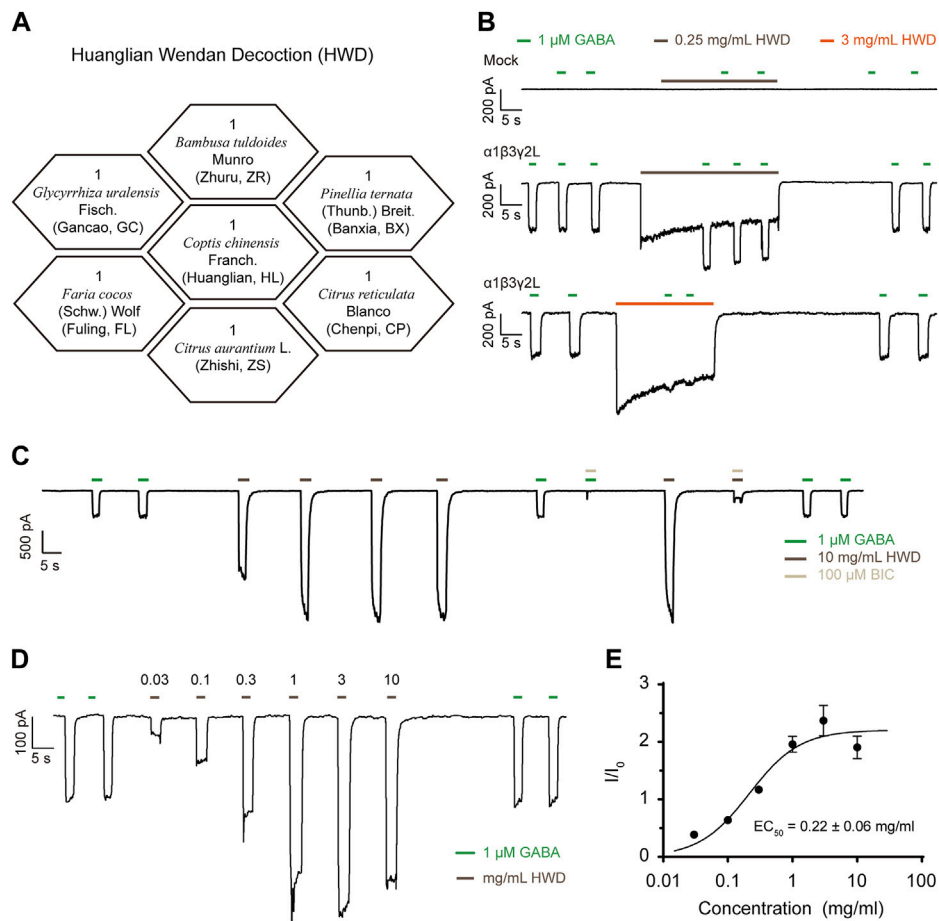 A
Huanglian Wendan Decoction (HWD)
1
Bambusa tuldoides
Munro
(Zhuru, ZR)
1
Glycyrrhiza uralensis
Fisch.
(Gancao, GC)
1
Pinellia ternata
(Thunb.) Breit.
(Banxia, BX)
1
Coptis chinensis
Franch.
(Huanglian, HL)
1
Faria cocos
(Schw.) Wolf
(Fuling, FL)
1
Citrus reticulata
Blanco
(Chenpi, CP)
1
Citrus aurantium L.
(Zhishi, ZS)
B
1 µM GABA 0.25 mg/mL HWD 3 mg/mL HWD
Mock
200 pA
5 s
α1β3γ2L
200 pA
5 s
α1β3γ2L
200 pA
5 s
C
500 pA
5 s
1 µM GABA
10 mg/mL HWD
100 µM BIC
D
0.03 0.1 0.3 1 3 10
100 pA
5 s
1 µM GABA
mg/mL HWD
E
3
2
1
0
I/I0
EC50 = 0.22 ± 0.06 mg/ml
0.01 0.1 1 10 100
Concentration (mg/ml)